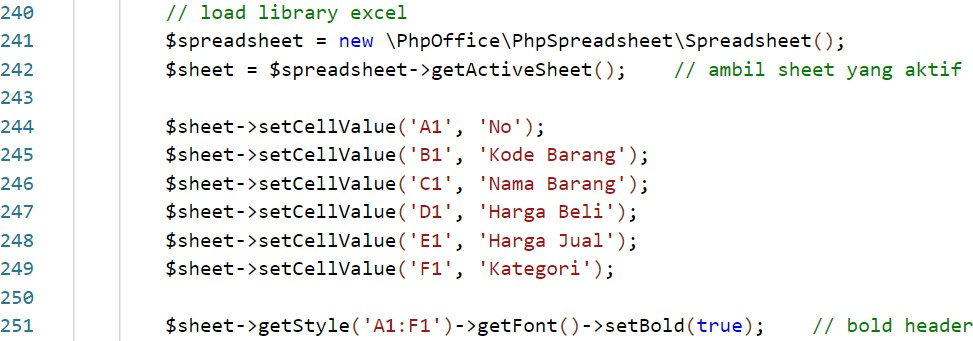 240 // load library excel
241 $spreadsheet = new \PhpOffice\PhpSpreadsheet\Spreadsheet();
242 $sheet = $spreadsheet->getActiveSheet();    // ambil sheet yang aktif
243
244 $sheet->setCellValue('A1', 'No');
245 $sheet->setCellValue('B1', 'Kode Barang');
246 $sheet->setCellValue('C1', 'Nama Barang');
247 $sheet->setCellValue('D1', 'Harga Beli');
248 $sheet->setCellValue('E1', 'Harga Jual');
249 $sheet->setCellValue('F1', 'Kategori');
250
251 $sheet->getStyle('A1:F1')->getFont()->setBold(true);    // bold header